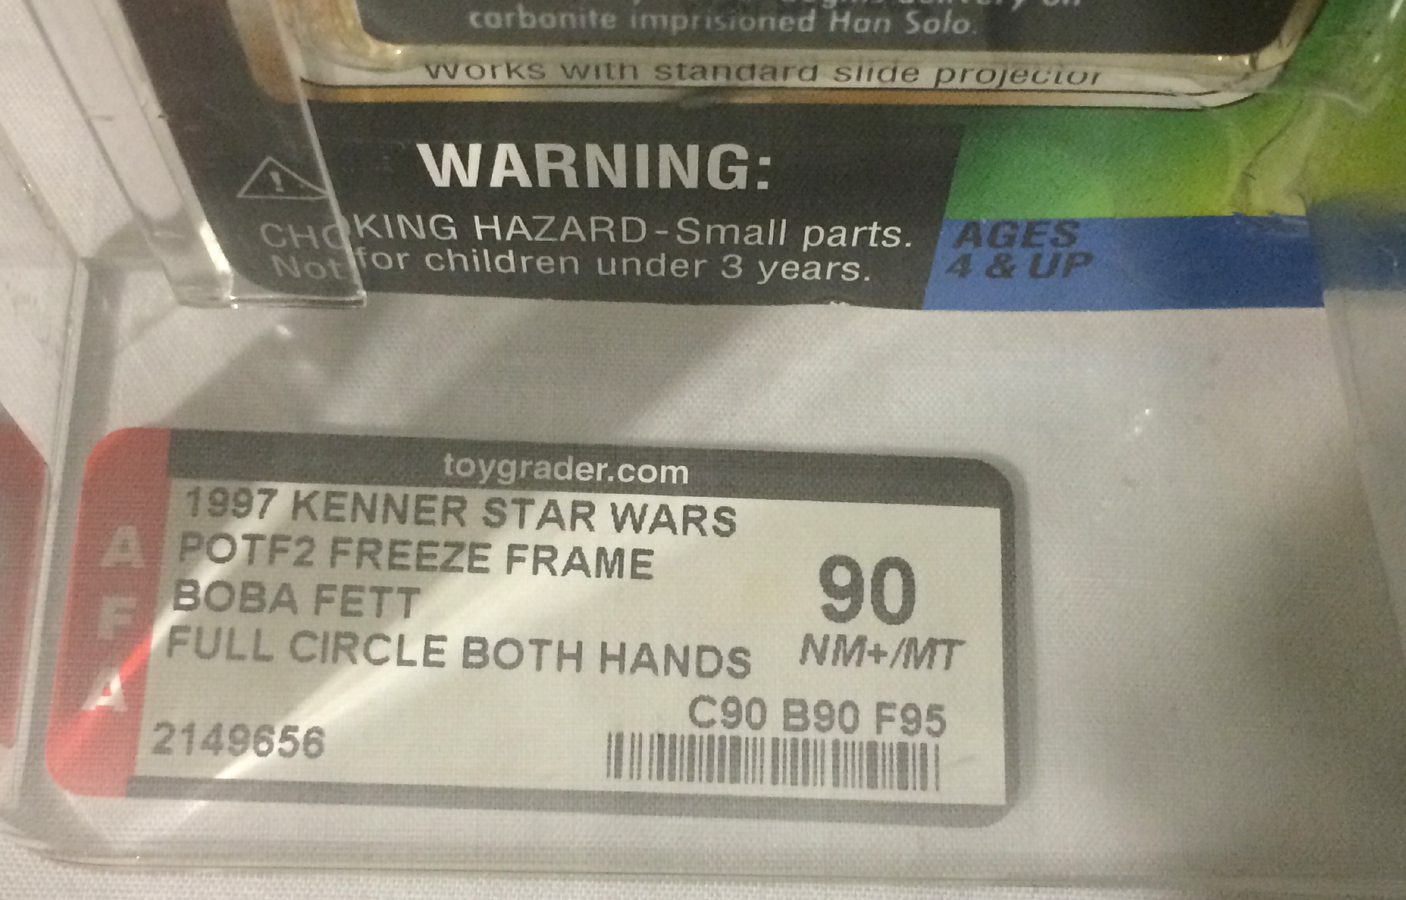 carbonite imprisioned Han Solo.
Works with standard slide projector
WARNING:
CHOKING HAZARD-Small parts.
Not for children under 3 years.
AGES
4 & UP
toygrader.com
1997 KENNER STAR WARS
POTF2 FREEZE FRAME
BOBA FETT
FULL CIRCLE BOTH HANDS
90
NM+/MT
C90 B90 F95
2149656
AFA